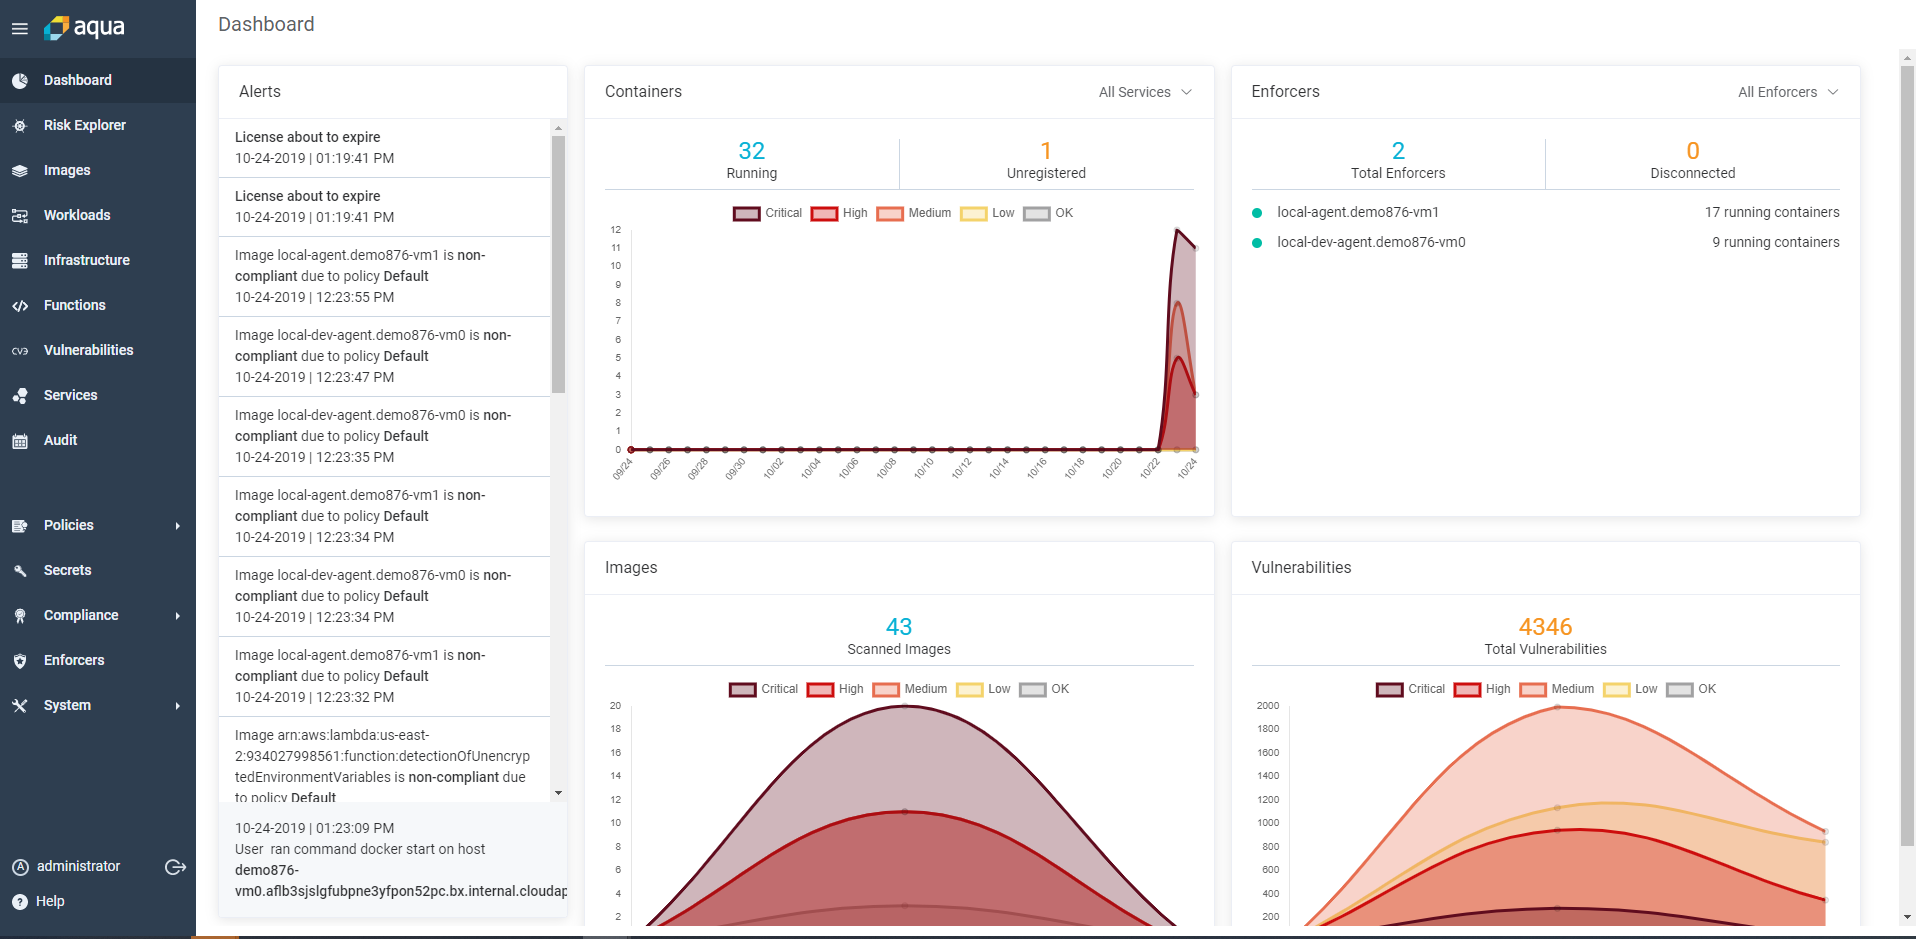 aqua
Dashboard
Risk Explorer
Images
Workloads
Infrastructure
Functions
CVE Vulnerabilities
Services
Audit
Policies
Secrets
Compliance
Enforcers
System
A administrator
? Help
Dashboard
Alerts
License about to expire
10-24-2019 | 01:19:41 PM
License about to expire
10-24-2019 | 01:19:41 PM
Image local-agent.demo876-vm1 is non-
compliant due to policy Default
10-24-2019 | 12:23:55 PM
Image local-dev-agent.demo876-vm0 is non-
compliant due to policy Default
10-24-2019 | 12:23:47 PM
Image local-dev-agent.demo876-vm0 is non-
compliant due to policy Default
10-24-2019 | 12:23:35 PM
Image local-agent.demo876-vm1 is non-
compliant due to policy Default
10-24-2019 | 12:23:34 PM
Image local-dev-agent.demo876-vm0 is non-
compliant due to policy Default
10-24-2019 | 12:23:34 PM
Image local-agent.demo876-vm1 is non-
compliant due to policy Default
10-24-2019 | 12:23:32 PM
Image arn:aws:lambda:us-east-
2:934027998561:function:detectionOfUnencryp
tedEnvironmentVariables is non-compliant due
to policy Default
10-24-2019 | 01:23:09 PM
User ran command docker start on host
demo876-
vm0.aflb3sjslgfubpne3yfpon52pc.bx.internal.cloudap
Containers All Services
32 1
Running Unregistered
Critical High Medium Low OK
12
11
10
9
8
7
6
5
4
3
2
1
0
09/24 09/26 09/28 09/30 10/02 10/04 10/06 10/08 10/10 10/12 10/14 10/16 10/18 10/20 10/22 10/24
Enforcers All Enforcers
2 0
Total Enforcers Disconnected
local-agent.demo876-vm1 17 running containers
local-dev-agent.demo876-vm0 9 running containers
Images
43
Scanned Images
Critical High Medium Low OK
20
18
16
14
12
10
8
6
4
2
Vulnerabilities
4346
Total Vulnerabilities
Critical High Medium Low OK
2000
1800
1600
1400
1200
1000
800
600
400
200